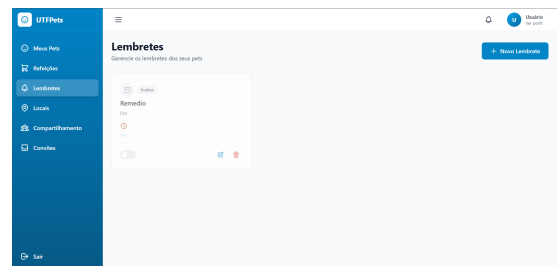 UTFPets
U
Usuário
Ver perfil
Meus Pets
Refeições
Lembretes
Locais
Compartilhamento
Convites
Sair
Lembretes
Gerencie os lembretes dos seus pets
+ Novo Lembrete
Inativo
Remedio
Pet